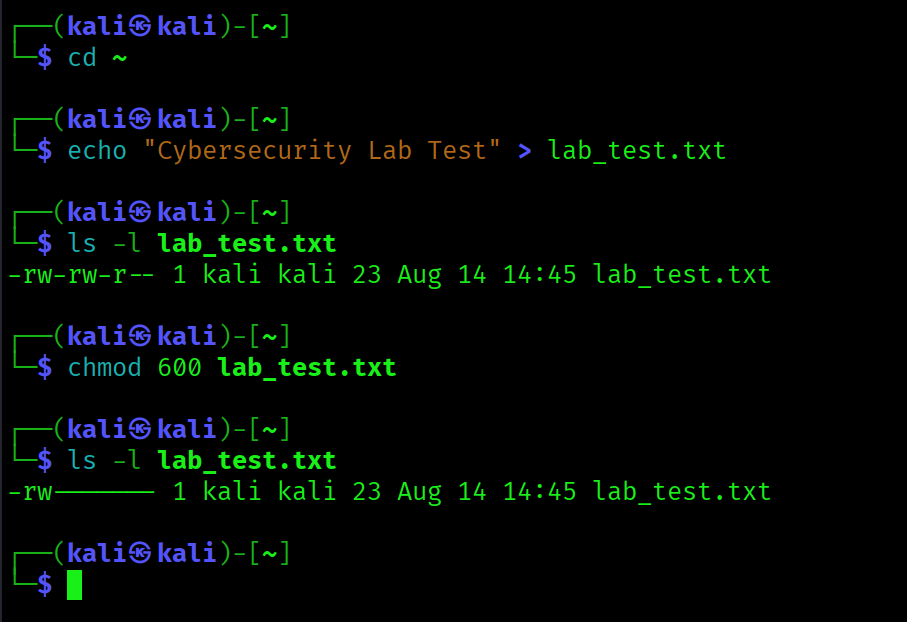 ┌──(kali㉿kali)-[~]
└─$ cd ~
┌──(kali㉿kali)-[~]
└─$ echo "Cybersecurity Lab Test" > lab_test.txt
┌──(kali㉿kali)-[~]
└─$ ls -l lab_test.txt
-rw-rw-r-- 1 kali kali 23 Aug 14 14:45 lab_test.txt
┌──(kali㉿kali)-[~]
└─$ chmod 600 lab_test.txt
┌──(kali㉿kali)-[~]
└─$ ls -l lab_test.txt
-rw------- 1 kali kali 23 Aug 14 14:45 lab_test.txt
┌──(kali㉿kali)-[~]
└─$